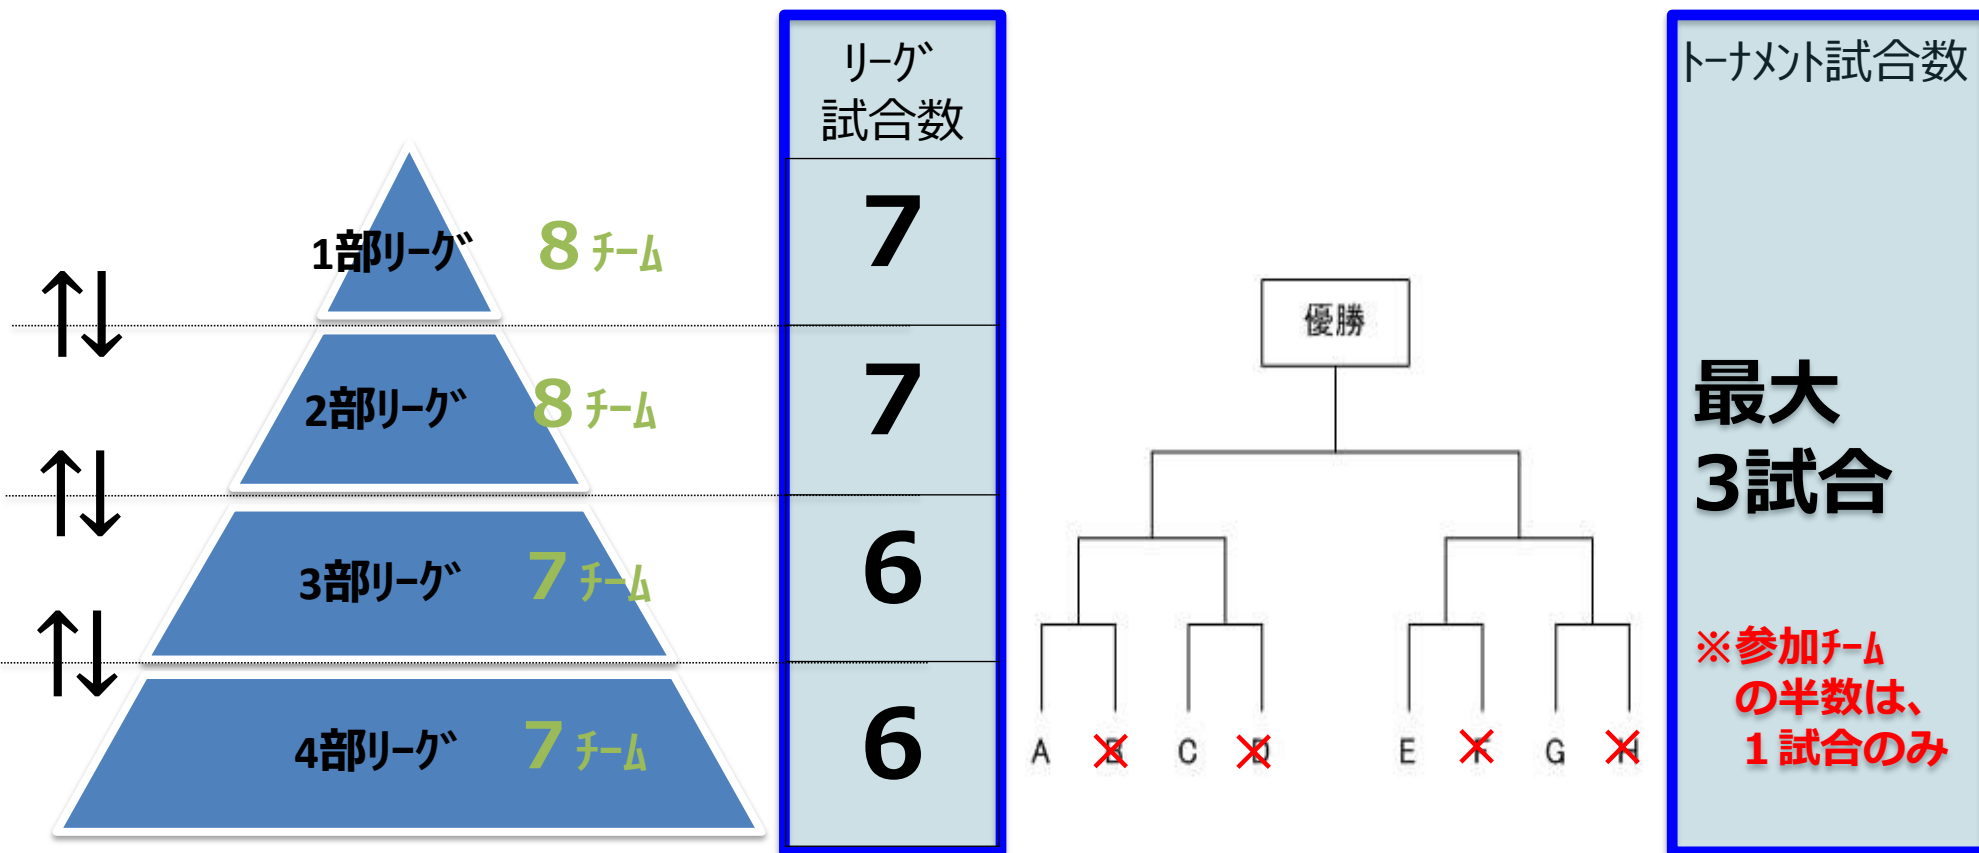 リーグ
試合数
1部リーグ
8チーム
7
2部リーグ
8チーム
7
3部リーグ
7チーム
6
4部リーグ
7チーム
6
優勝
A B C D E F G H
トーナメント試合数
最大
3試合
※参加チーム
の半数は、
１試合のみ